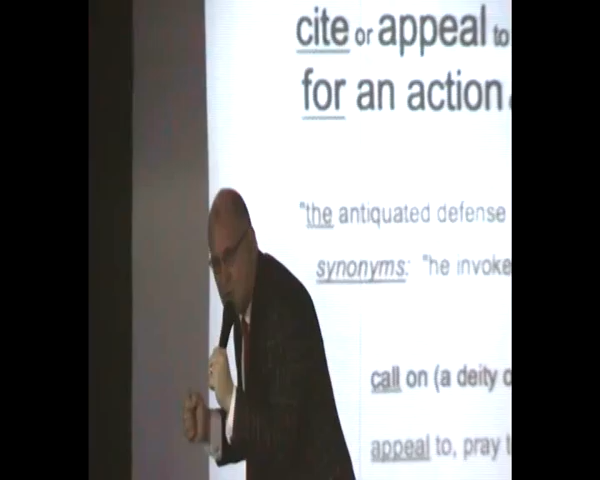 cite or appeal to
for an action
"the antiquated defense
synonyms: "he invoke
call on (a deity o
appeal to, pray t